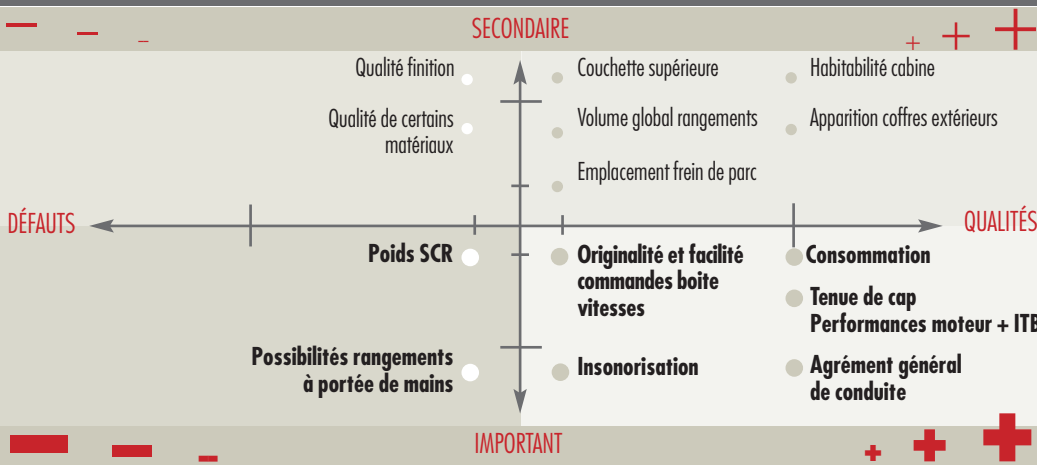 SECONDAIRE
Qualité finition
Couchette supérieure
Habitabilité cabine
Qualité de certains
matériaux
Volume global rangements
Apparition coffres extérieurs
Emplacement frein de parc
DÉFAUTS
QUALITÉS
Poids SCR
Originalité et facilité
commandes boite
vitesses
Consommation
Tenue de cap
Performances moteur + ITB
Possibilités rangements
à portée de mains
Insonorisation
Agrément général
de conduite
IMPORTANT